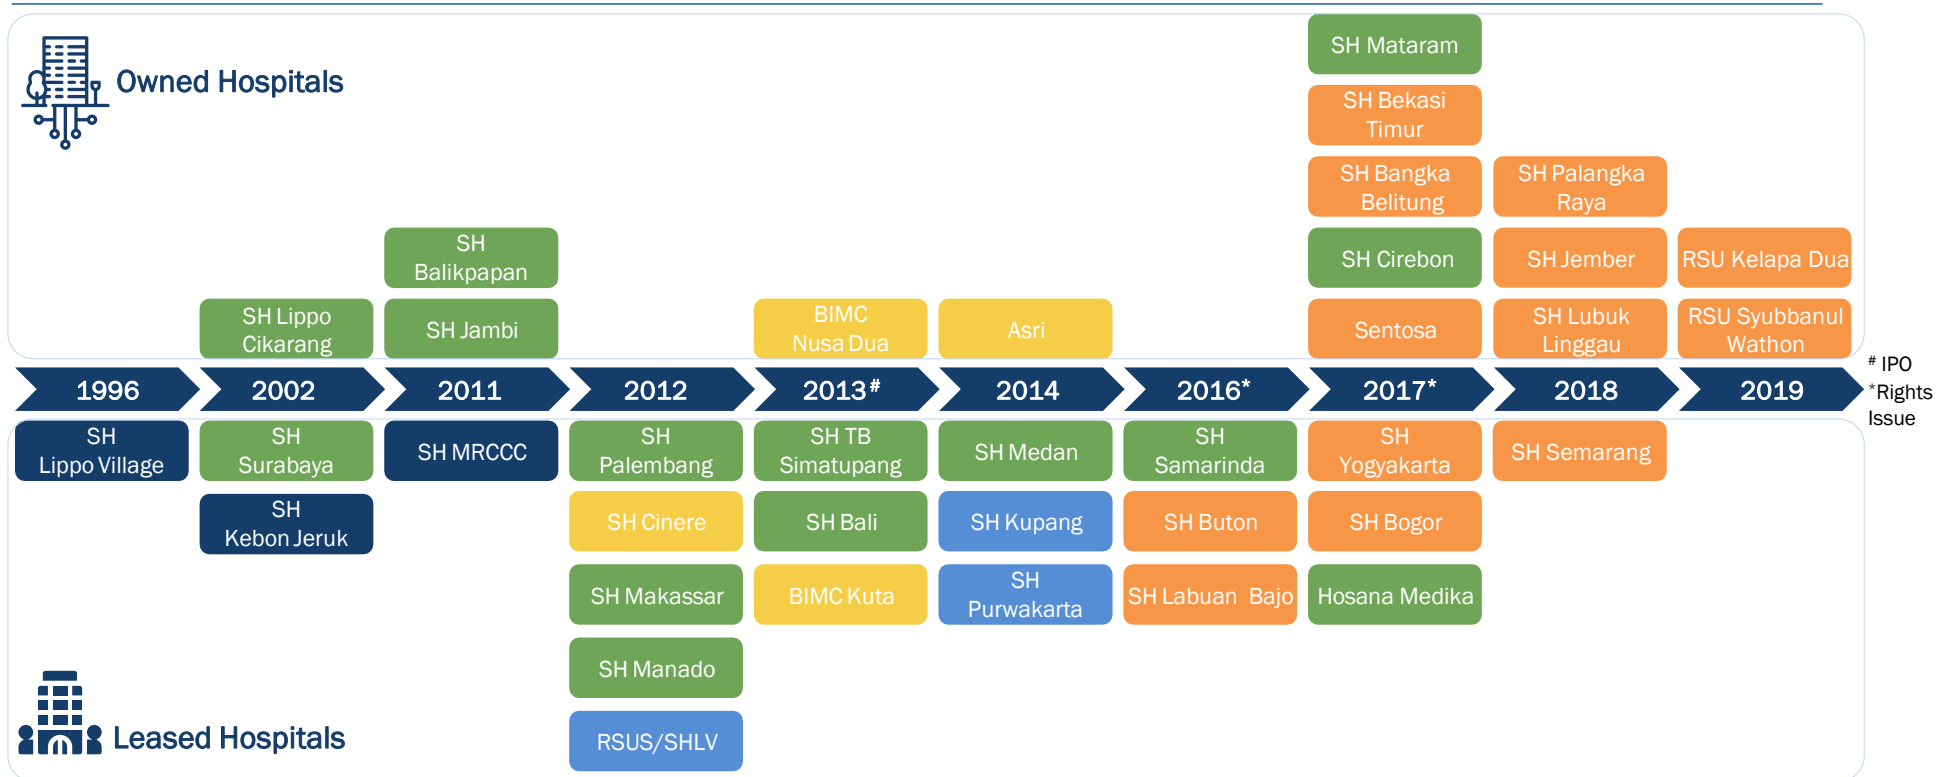 Owned Hospitals
SH Mataram
SH Bekasi
Timur
SH Bangka
Belitung
SH Palangka
Raya
SH
Balikpapan
SH Cirebon
SH Jember
RSU Kelapa Dua
SH Lippo
Cikarang
SH Jambi
BIMC
Nusa Dua
Asri
Sentosa
SH Lubuk
Linggau
RSU Syubbanul
Wathon
1996
2002
2011
2012
2013#
2014
2016*
2017*
2018
2019
# IPO
*Rights
Issue
SH
Lippo Village
SH
Surabaya
SH MRCCC
SH
Palembang
SH TB
Simatupang
SH Medan
SH
Samarinda
SH
Yogyakarta
SH Semarang
SH
Kebon Jeruk
SH Cinere
SH Bali
SH Kupang
SH Buton
SH Bogor
SH Makassar
BIMC Kuta
SH
Purwakarta
SH Labuan Bajo
Hosana Medika
SH Manado
RSUS/SHLV
Leased Hospitals